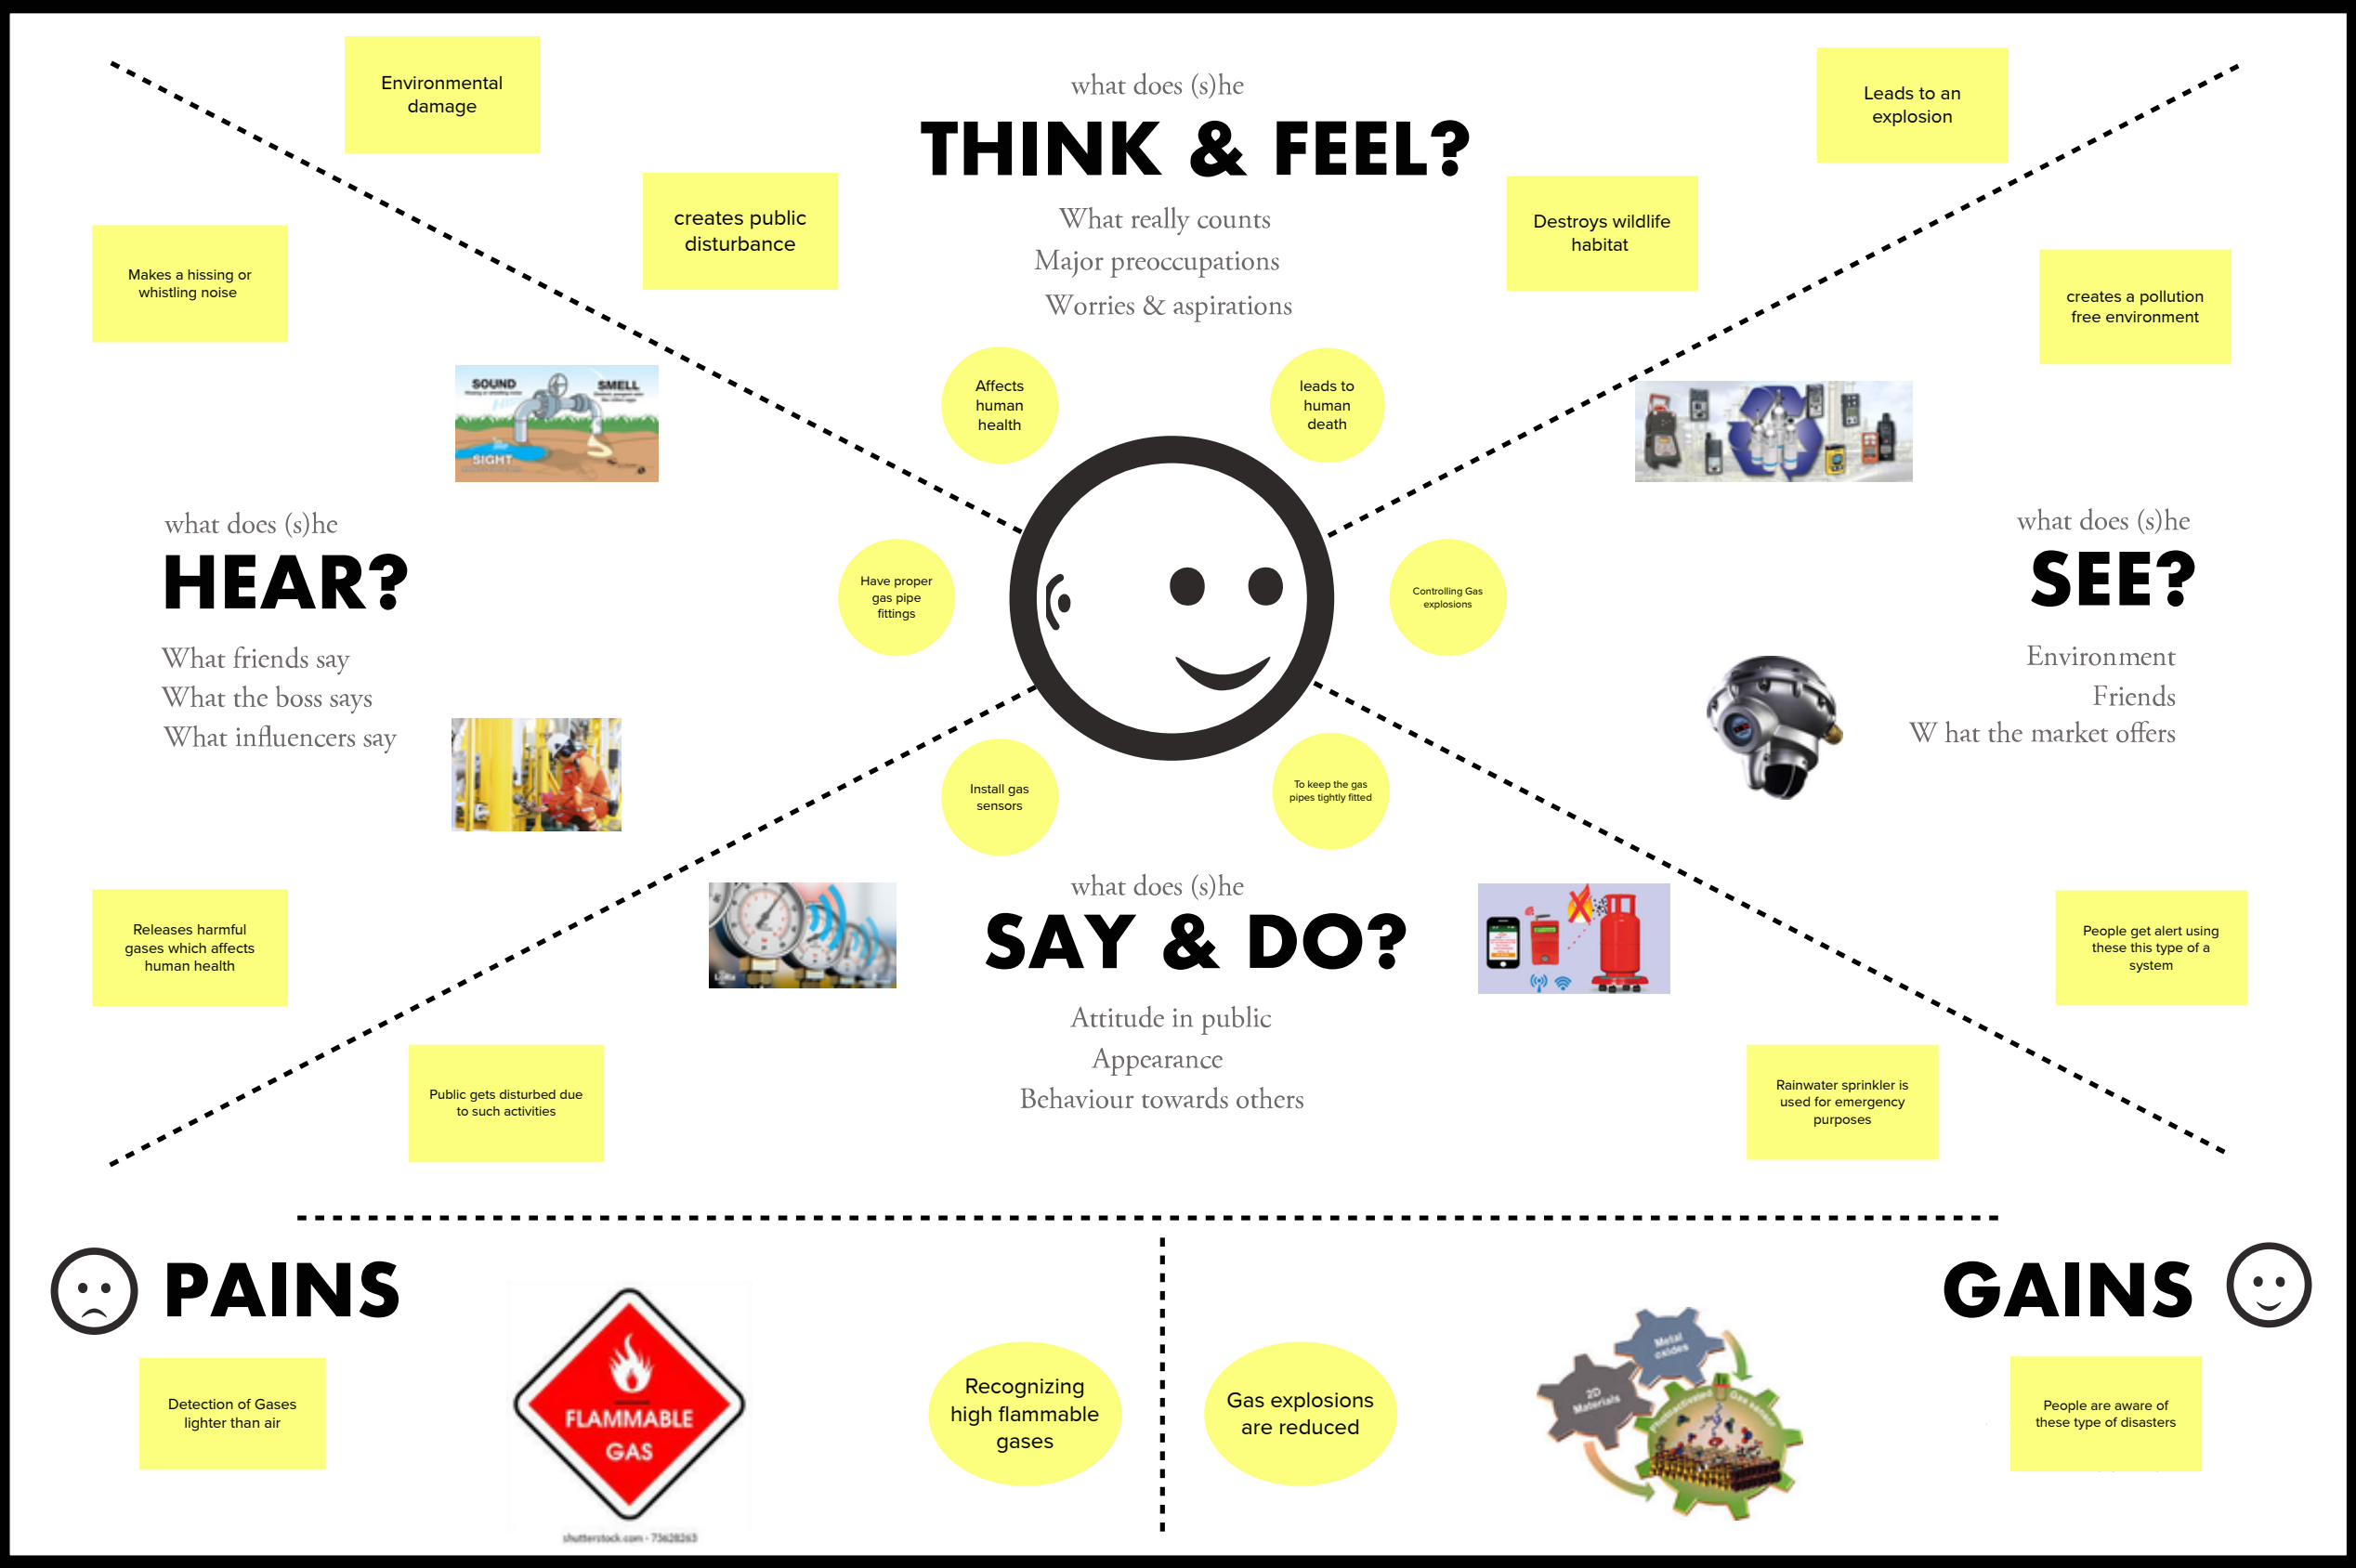 Environmental
damage
what does (s)he
THINK & FEEL?
What really counts
Major preoccupations
Worries & aspirations
Leads to an
explosion
creates public
disturbance
Destroys wildlife
habitat
Makes a hissing or
whistling noise
creates a pollution
free environment
Affects
human
health
leads to
human
death
SOUND
SMELL
SIGHT
what does (s)he
HEAR?
What friends say
What the boss says
What influencers say
Have proper
gas pipe
fittings
Controlling Gas
explosions
what does (s)he
SEE?
Environment
Friends
W hat the market offers
Install gas
sensors
To keep the gas
pipes tightly fitted
what does (s)he
SAY & DO?
Attitude in public
Appearance
Behaviour towards others
Releases harmful
gases which affects
human health
People get alert using
these this type of a
system
Public gets disturbed due
to such activities
Rainwater sprinkler is
used for emergency
purposes
PAINS
Detection of Gases
lighter than air
FLAMMABLE
GAS
shutterstock.com · 73628263
Recognizing
high flammable
gases
Gas explosions
are reduced
Metal
oxides
2D
Materials
Photoactivated Gas sensor
GAINS
People are aware of
these type of disasters